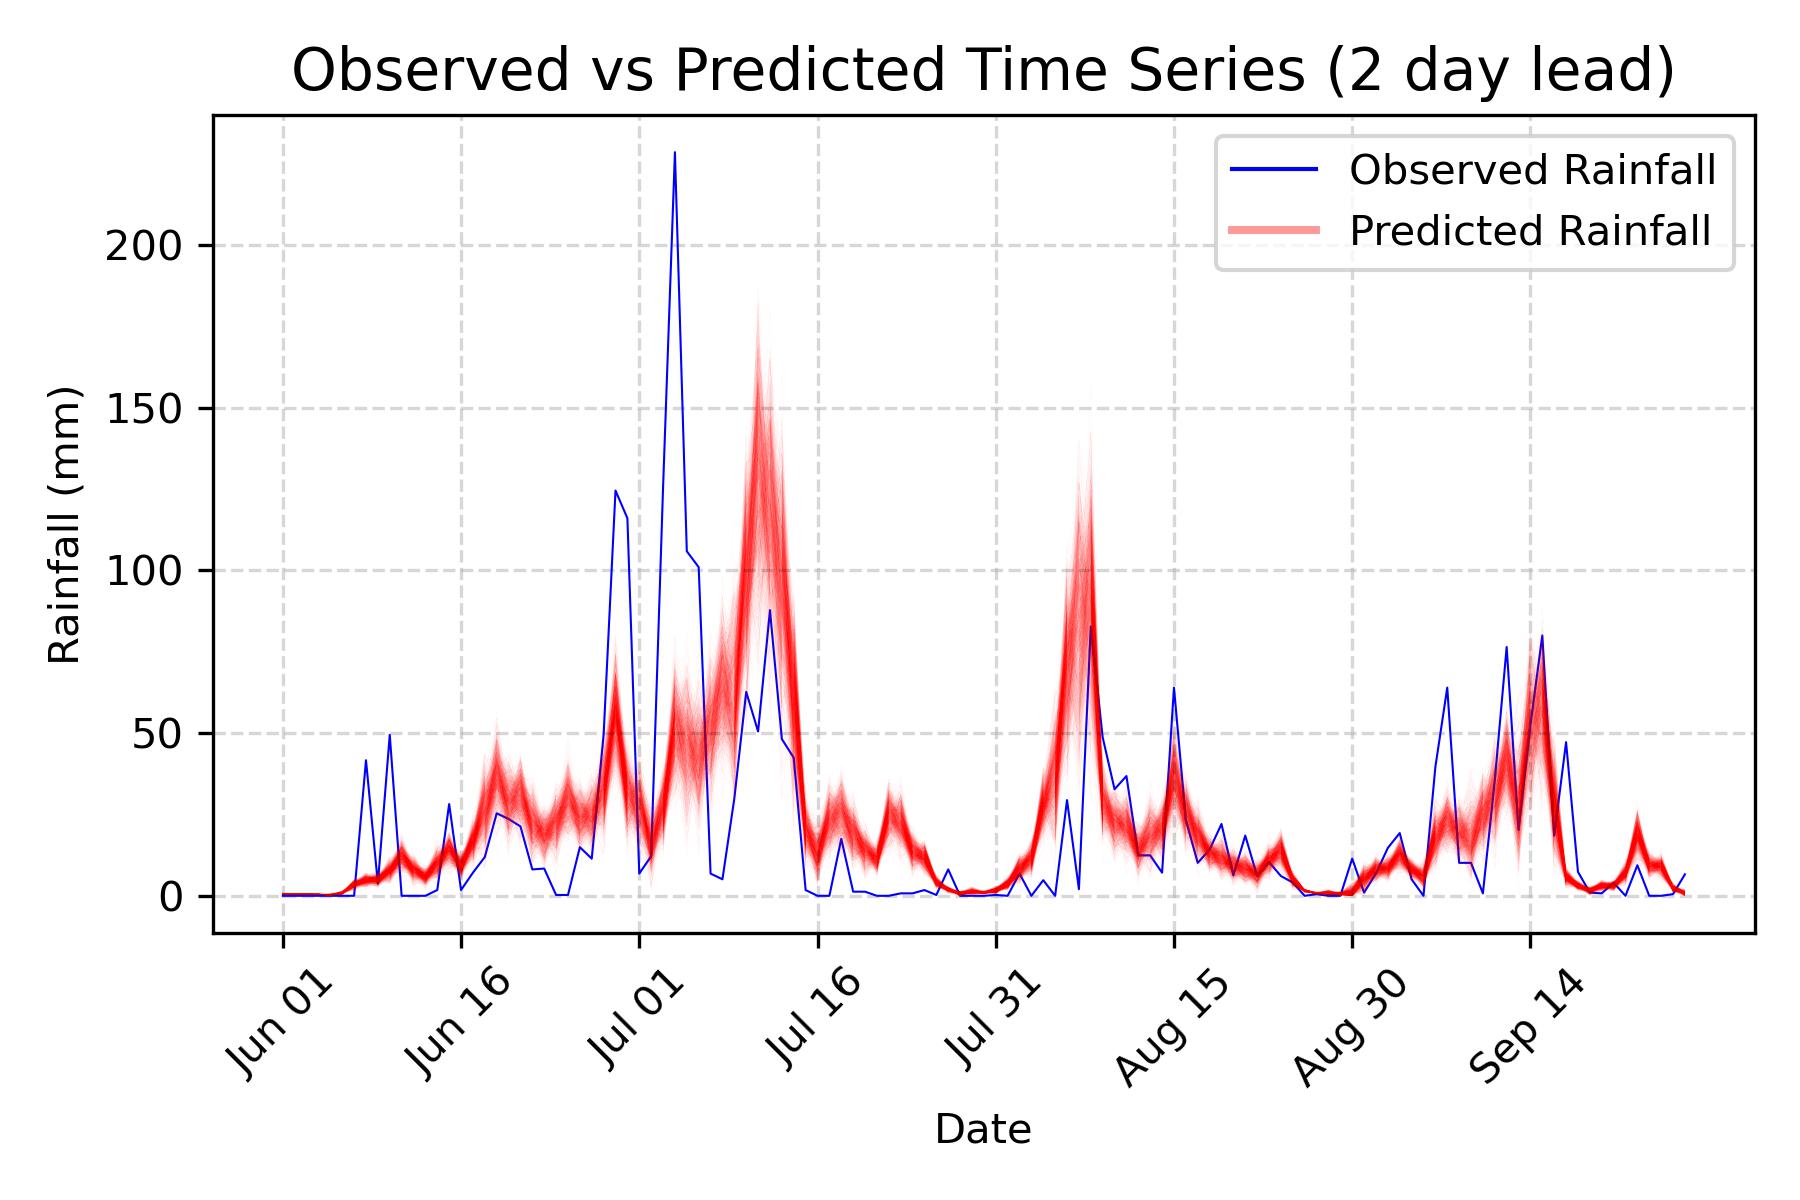 Observed vs Predicted Time Series (2 day lead)
Observed Rainfall
Predicted Rainfall
Rainfall (mm)
200
150
100
50
0
Jun 01
Jun 16
Jul 01
Jul 16
Jul 31
Aug 15
Aug 30
Sep 14
Date